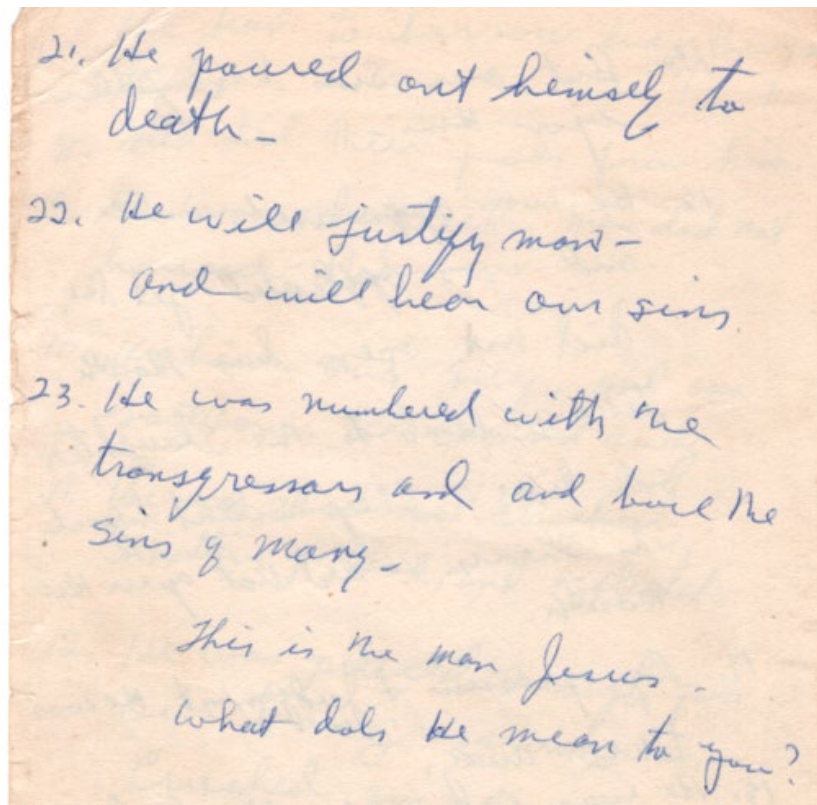 21. He poured out himself to
death –
22. He will justify man –
and will bear our sins.
23. He was numbered with the
transgressors and and bore the
sins of many –
This is the man Jesus.
What does He mean to you?